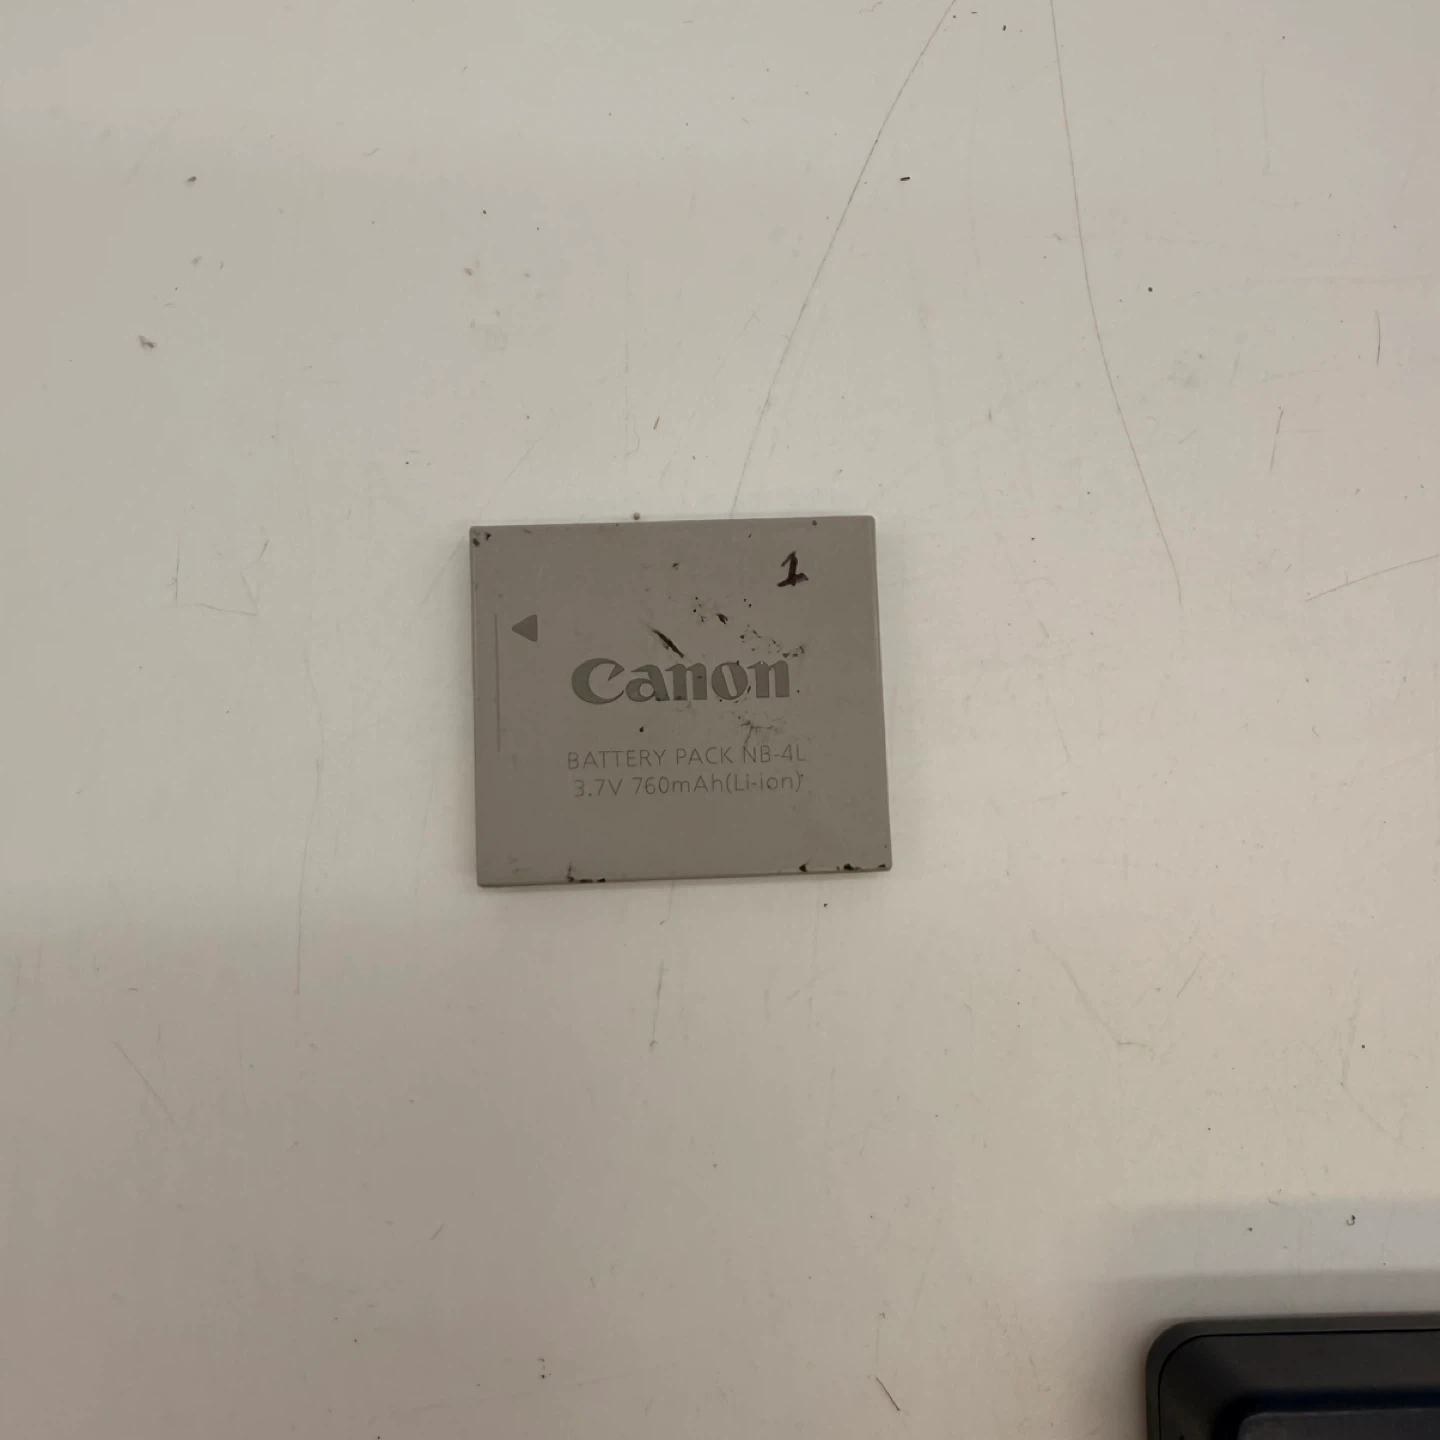 1
Canon
BATTERY PACK NB-4L
3.7V 760mAh(Li-ion)